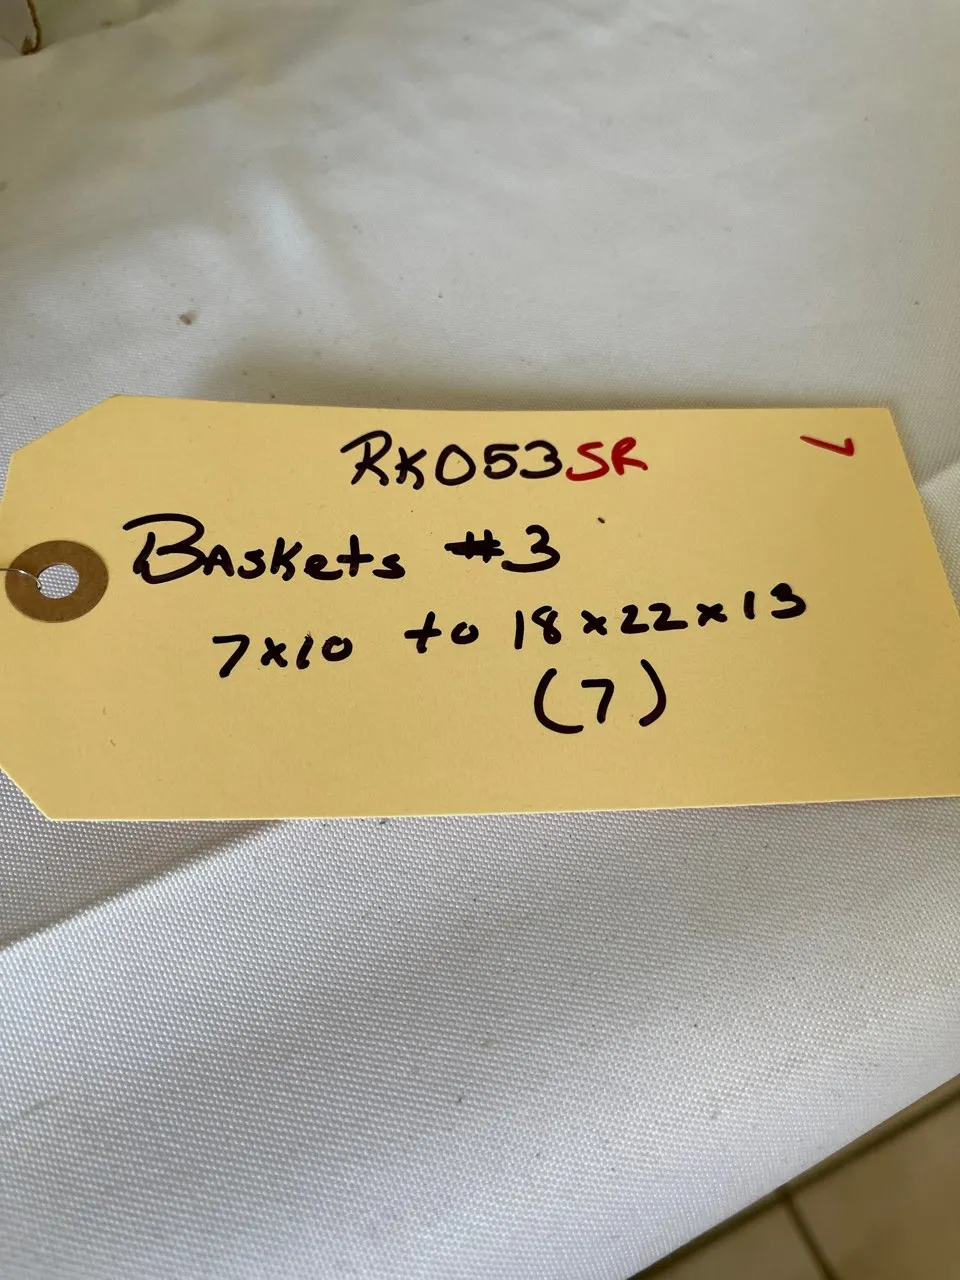 RK053SR
BAskets #3
7x10 to 18x22x13
(7)